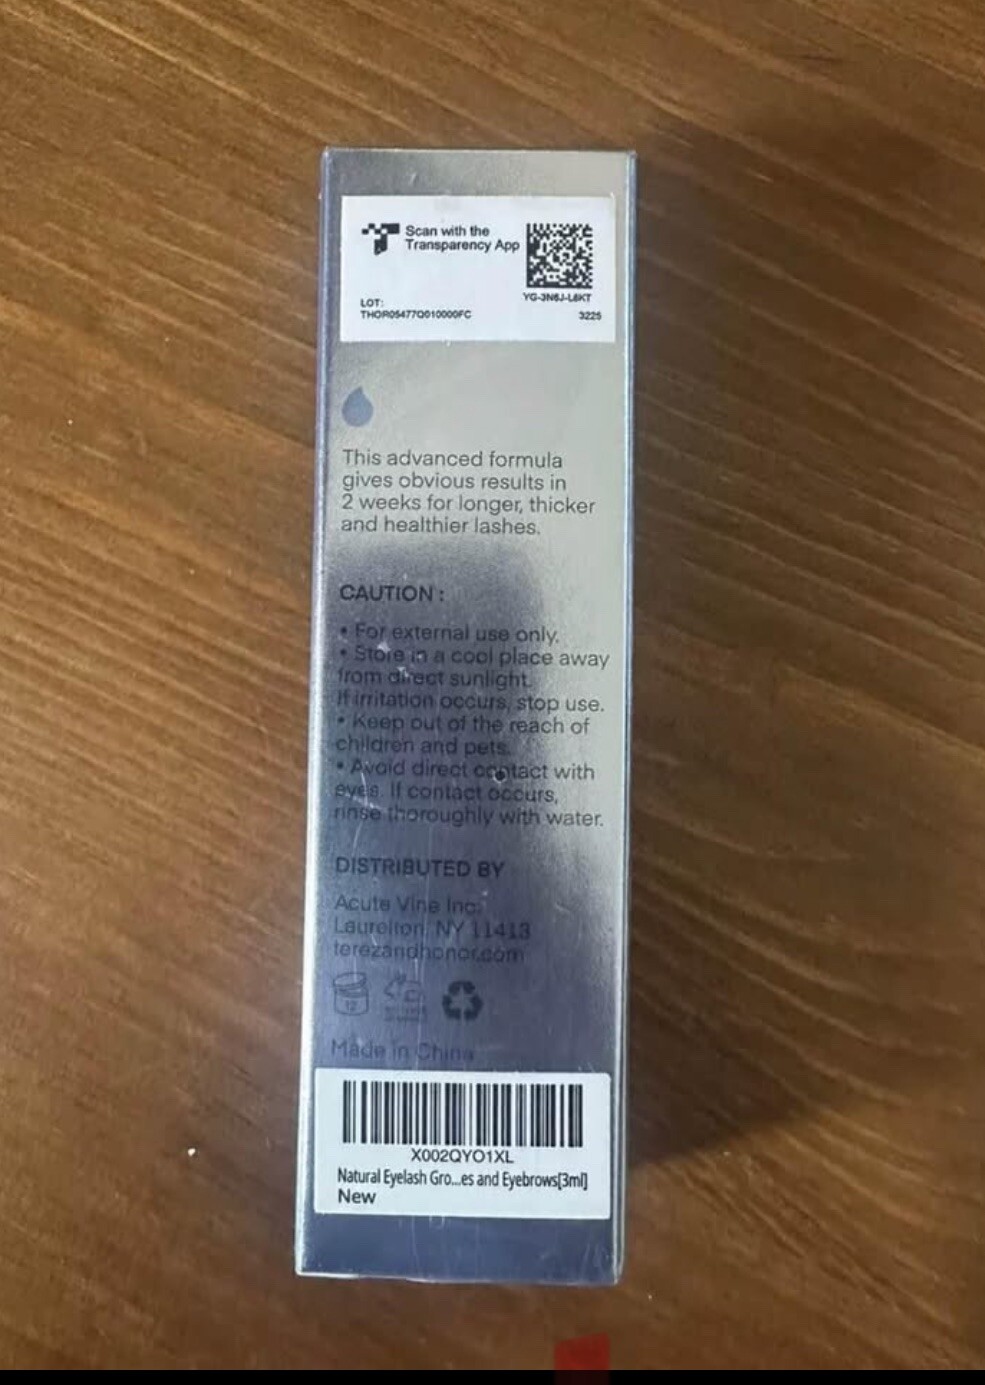 Scan with the
Transparency App
YG-3N6J-L6KT
LOT:
THOR05477Q010000FC
3225
This advanced formula
gives obvious results in
2 weeks for longer, thicker
and healthier lashes.
CAUTION :
• For external use only.
• Store in a cool place away
from direct sunlight.
If irritation occurs, stop use.
• Keep out of the reach of
children and pets.
• Avoid direct contact with
eyes. If contact occurs,
rinse thoroughly with water.
DISTRIBUTED BY
Acute Vine Inc.
Laurelton, NY 11413
terezandhonor.com
12
Made in China
X002QYO1XL
Natural Eyelash Gro...es and Eyebrows[3ml]
New